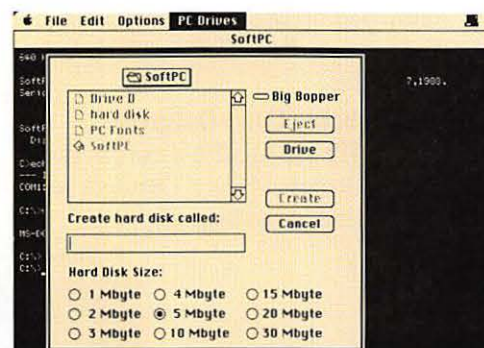 File Edit Options PC Drives
SoftPC
640
SoftPC
Drive D
hard disk
PC Fonts
SoftPC
Big Bopper
Eject
Drive
Create
Cancel
7,1988.
COM1:
Create hard disk called:
Hard Disk Size:
1 Mbyte 4 Mbyte 15 Mbyte
2 Mbyte 5 Mbyte 20 Mbyte
3 Mbyte 10 Mbyte 30 Mbyte